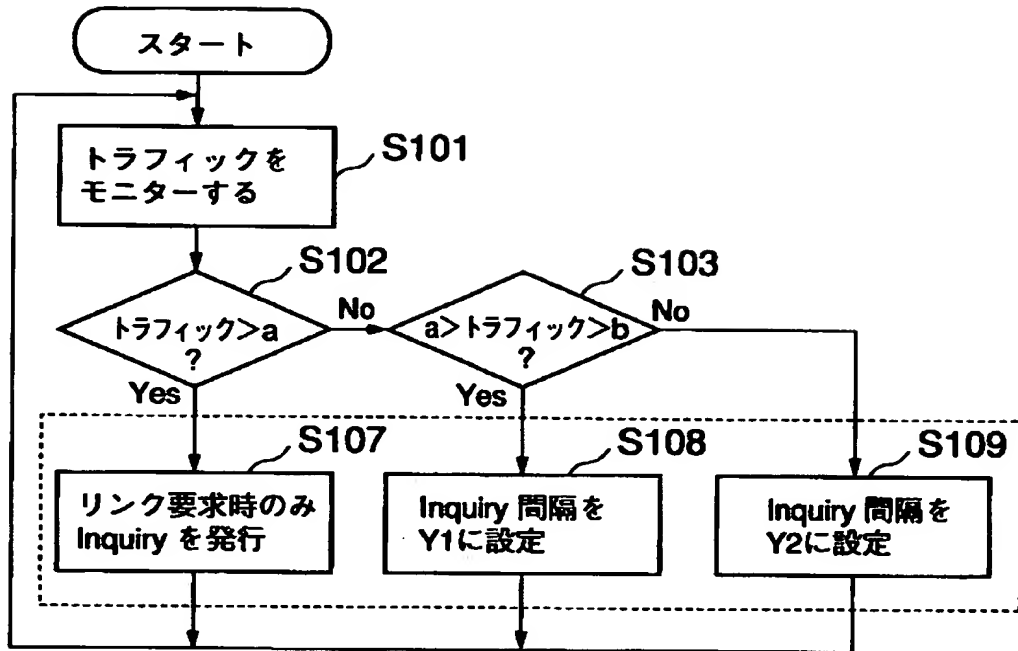 スタート
トラフィックを
モニターする
S101
S102
トラフィック>a
?
No
Yes
S103
a>トラフィック>b
?
No
Yes
S107
リンク要求時のみ
Inquiry を発行
S108
Inquiry 間隔を
Y1に設定
S109
Inquiry 間隔を
Y2に設定